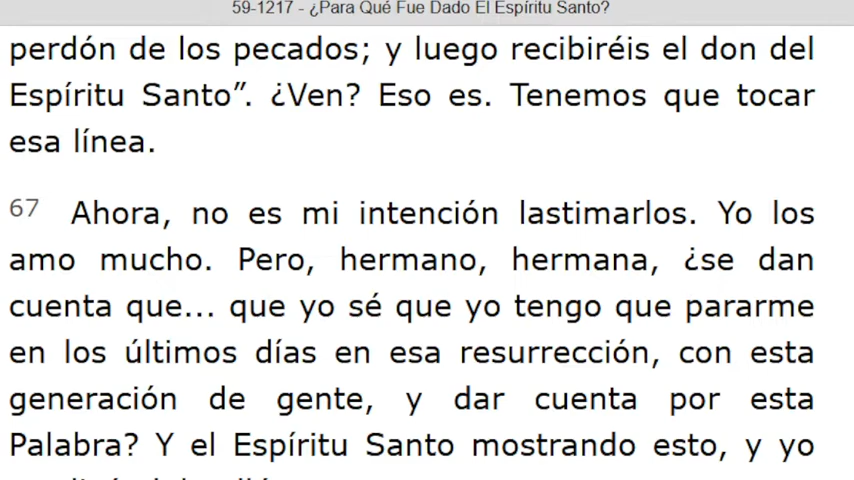 59-1217 - ¿Para Qué Fue Dado El Espíritu Santo?
perdón de los pecados; y luego recibiréis el don del
Espíritu Santo”. ¿Ven? Eso es. Tenemos que tocar
esa línea.
67 Ahora, no es mi intención lastimarlos. Yo los
amo mucho. Pero, hermano, hermana, ¿se dan
cuenta que... que yo sé que yo tengo que pararme
en los últimos días en esa resurrección, con esta
generación de gente, y dar cuenta por esta
Palabra? Y el Espíritu Santo mostrando esto, y yo